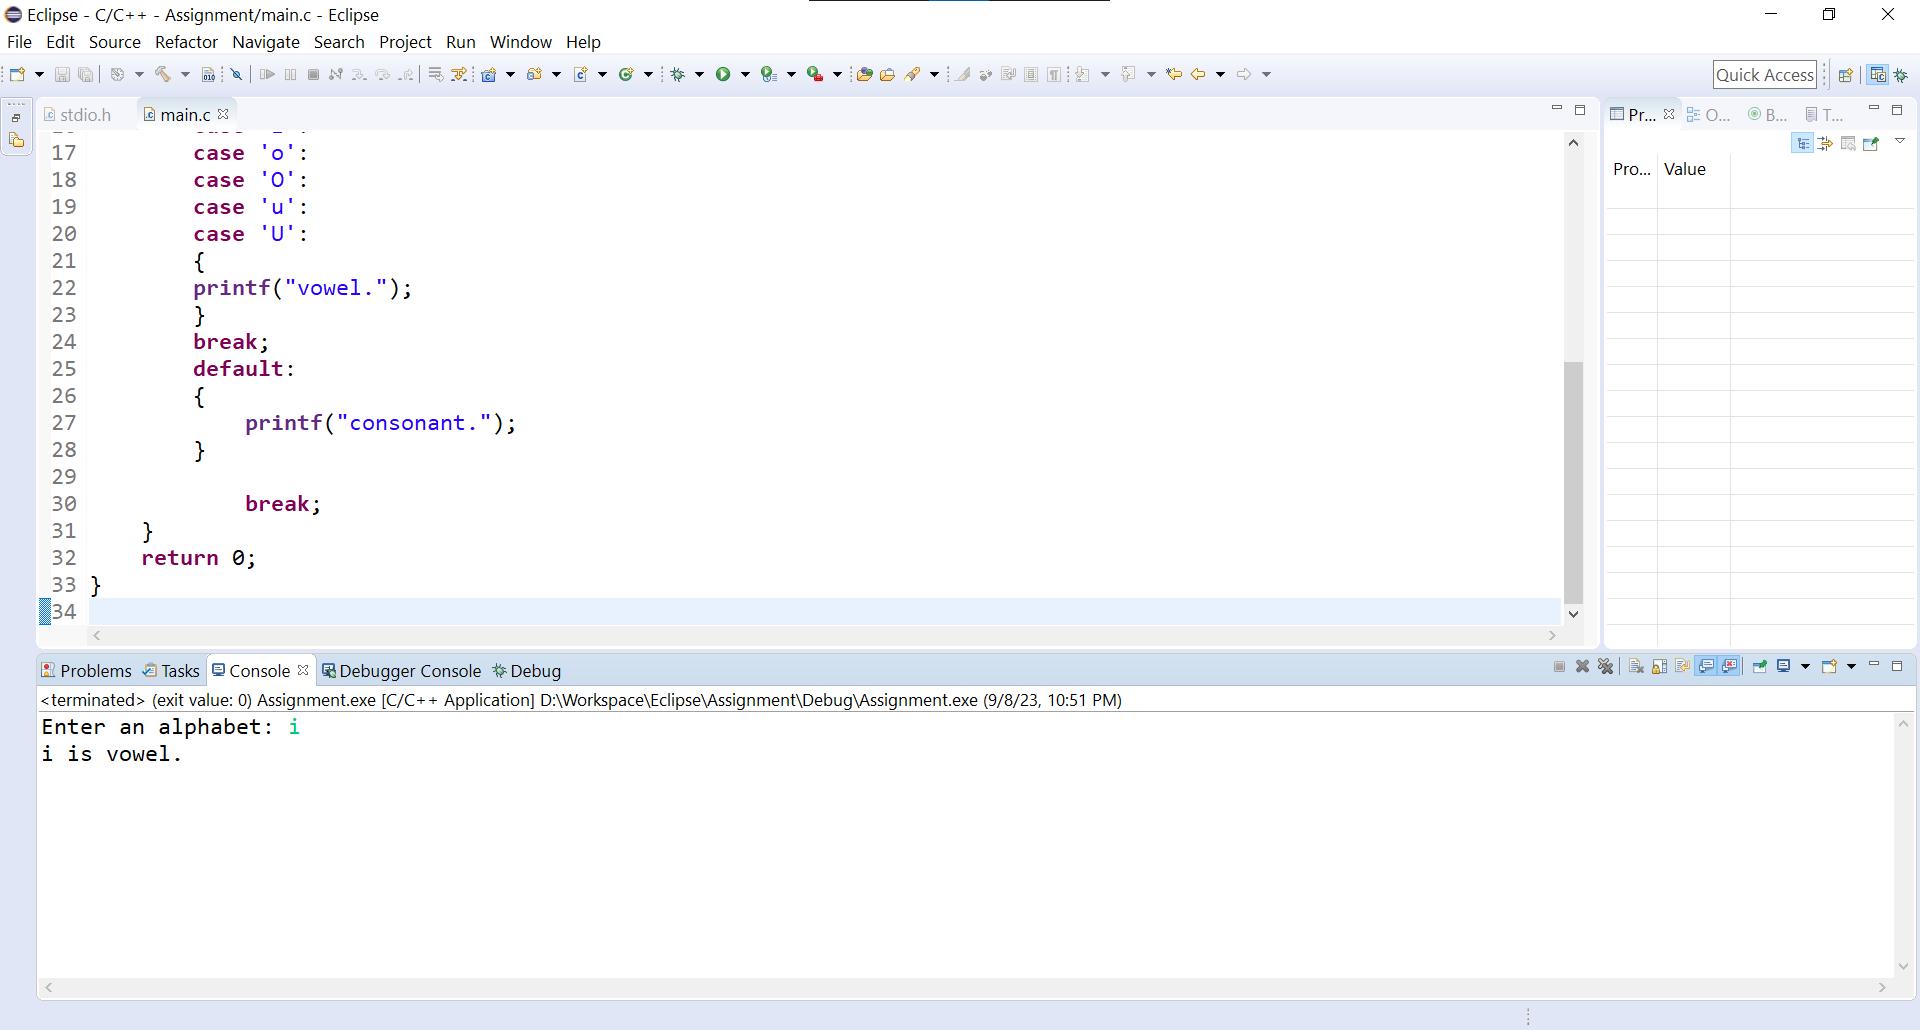 Eclipse - C/C++ - Assignment/main.c - Eclipse
File Edit Source Refactor Navigate Search Project Run Window Help
Quick Access
stdio.h main.c Pr... O... B... T...
17 case 'o':
18 case 'O':
19 case 'u':
20 case 'U':
21 {
22 printf("vowel.");
23 }
24 break;
25 default:
26 {
27 printf("consonant.");
28 }
29
30 break;
31 }
32 return 0;
33 }
34
Pro... Value
Problems Tasks Console Debugger Console Debug
<terminated> (exit value: 0) Assignment.exe [C/C++ Application] D:\Workspace\Eclipse\Assignment\Debug\Assignment.exe (9/8/23, 10:51 PM)
Enter an alphabet: i
i is vowel.